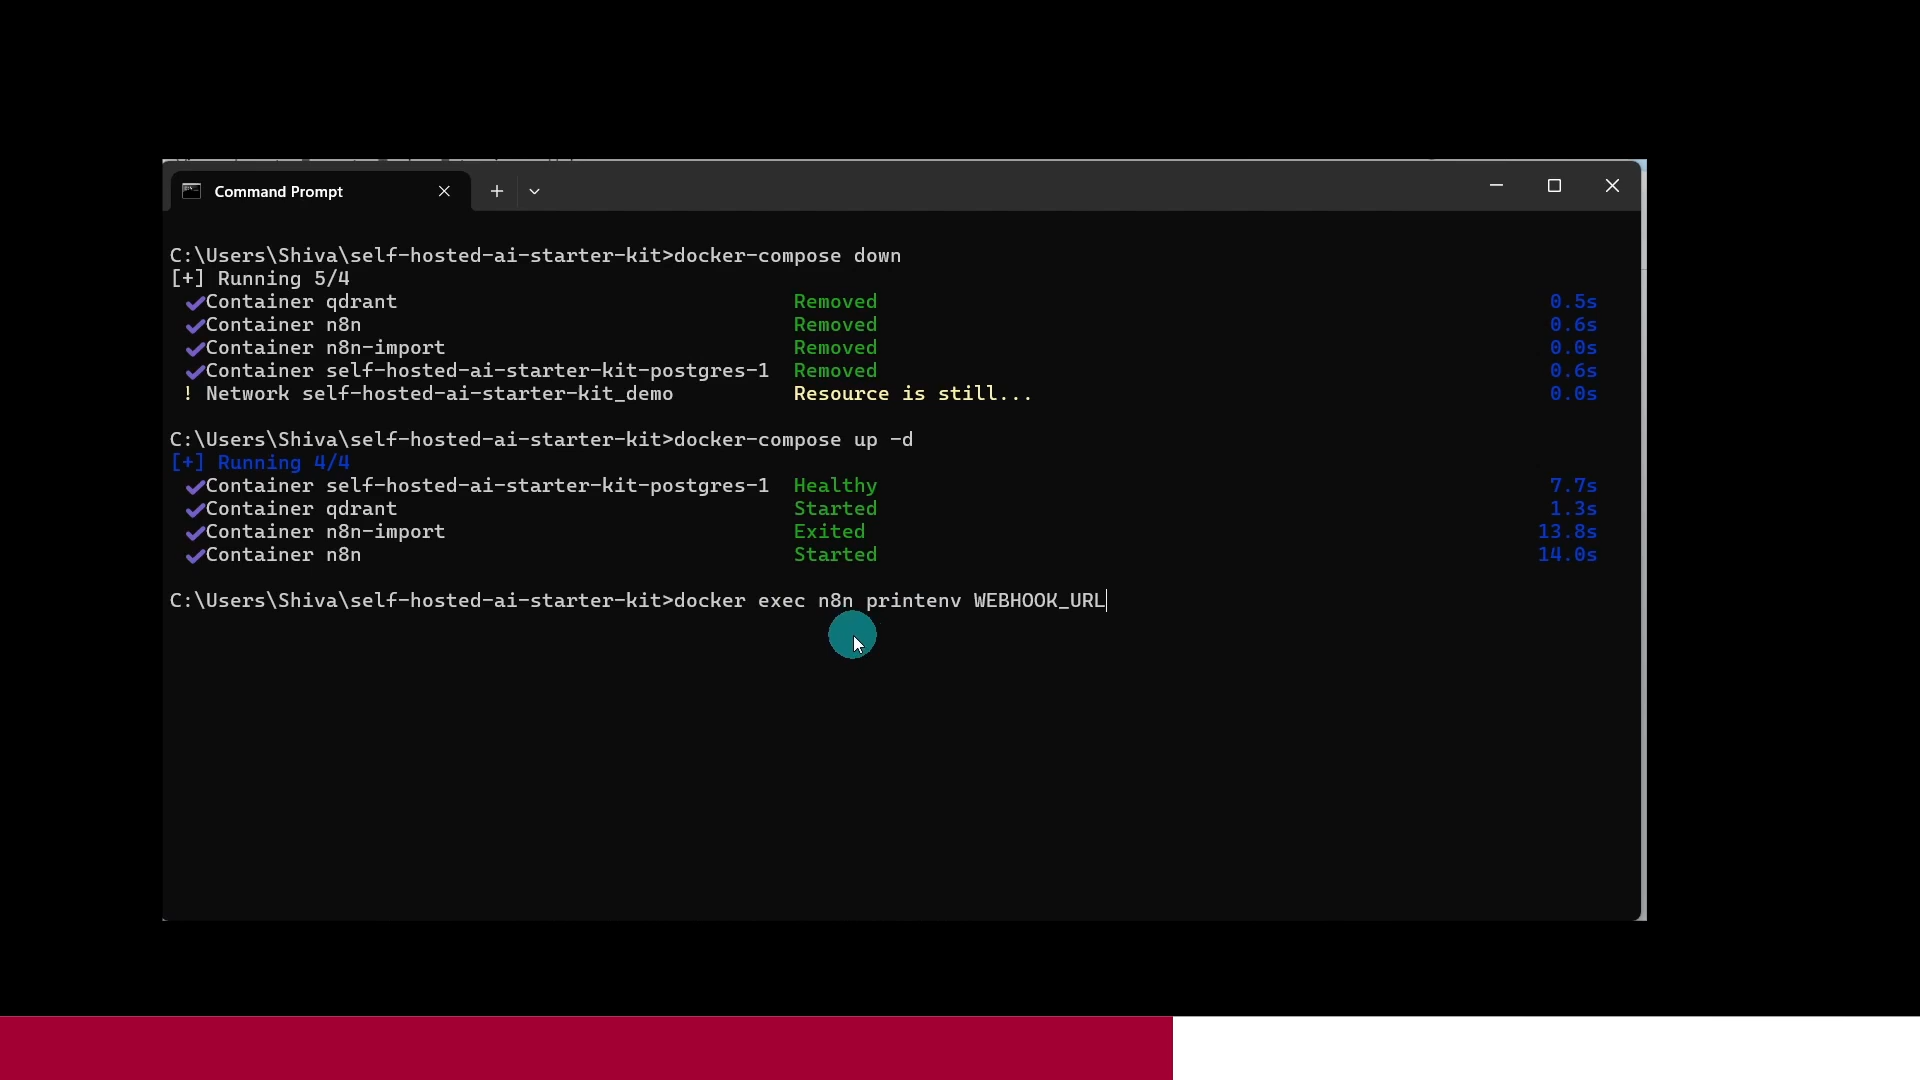 Command Prompt
C:\Users\Shiva\self-hosted-ai-starter-kit>docker-compose down
[+] Running 5/4
✔Container qdrant Removed 0.5s
✔Container n8n Removed 0.6s
✔Container n8n-import Removed 0.0s
✔Container self-hosted-ai-starter-kit-postgres-1 Removed 0.6s
! Network self-hosted-ai-starter-kit_demo Resource is still... 0.0s
C:\Users\Shiva\self-hosted-ai-starter-kit>docker-compose up -d
[+] Running 4/4
✔Container self-hosted-ai-starter-kit-postgres-1 Healthy 7.7s
✔Container qdrant Started 1.3s
✔Container n8n-import Exited 13.8s
✔Container n8n Started 14.0s
C:\Users\Shiva\self-hosted-ai-starter-kit>docker exec n8n printenv WEBHOOK_URL